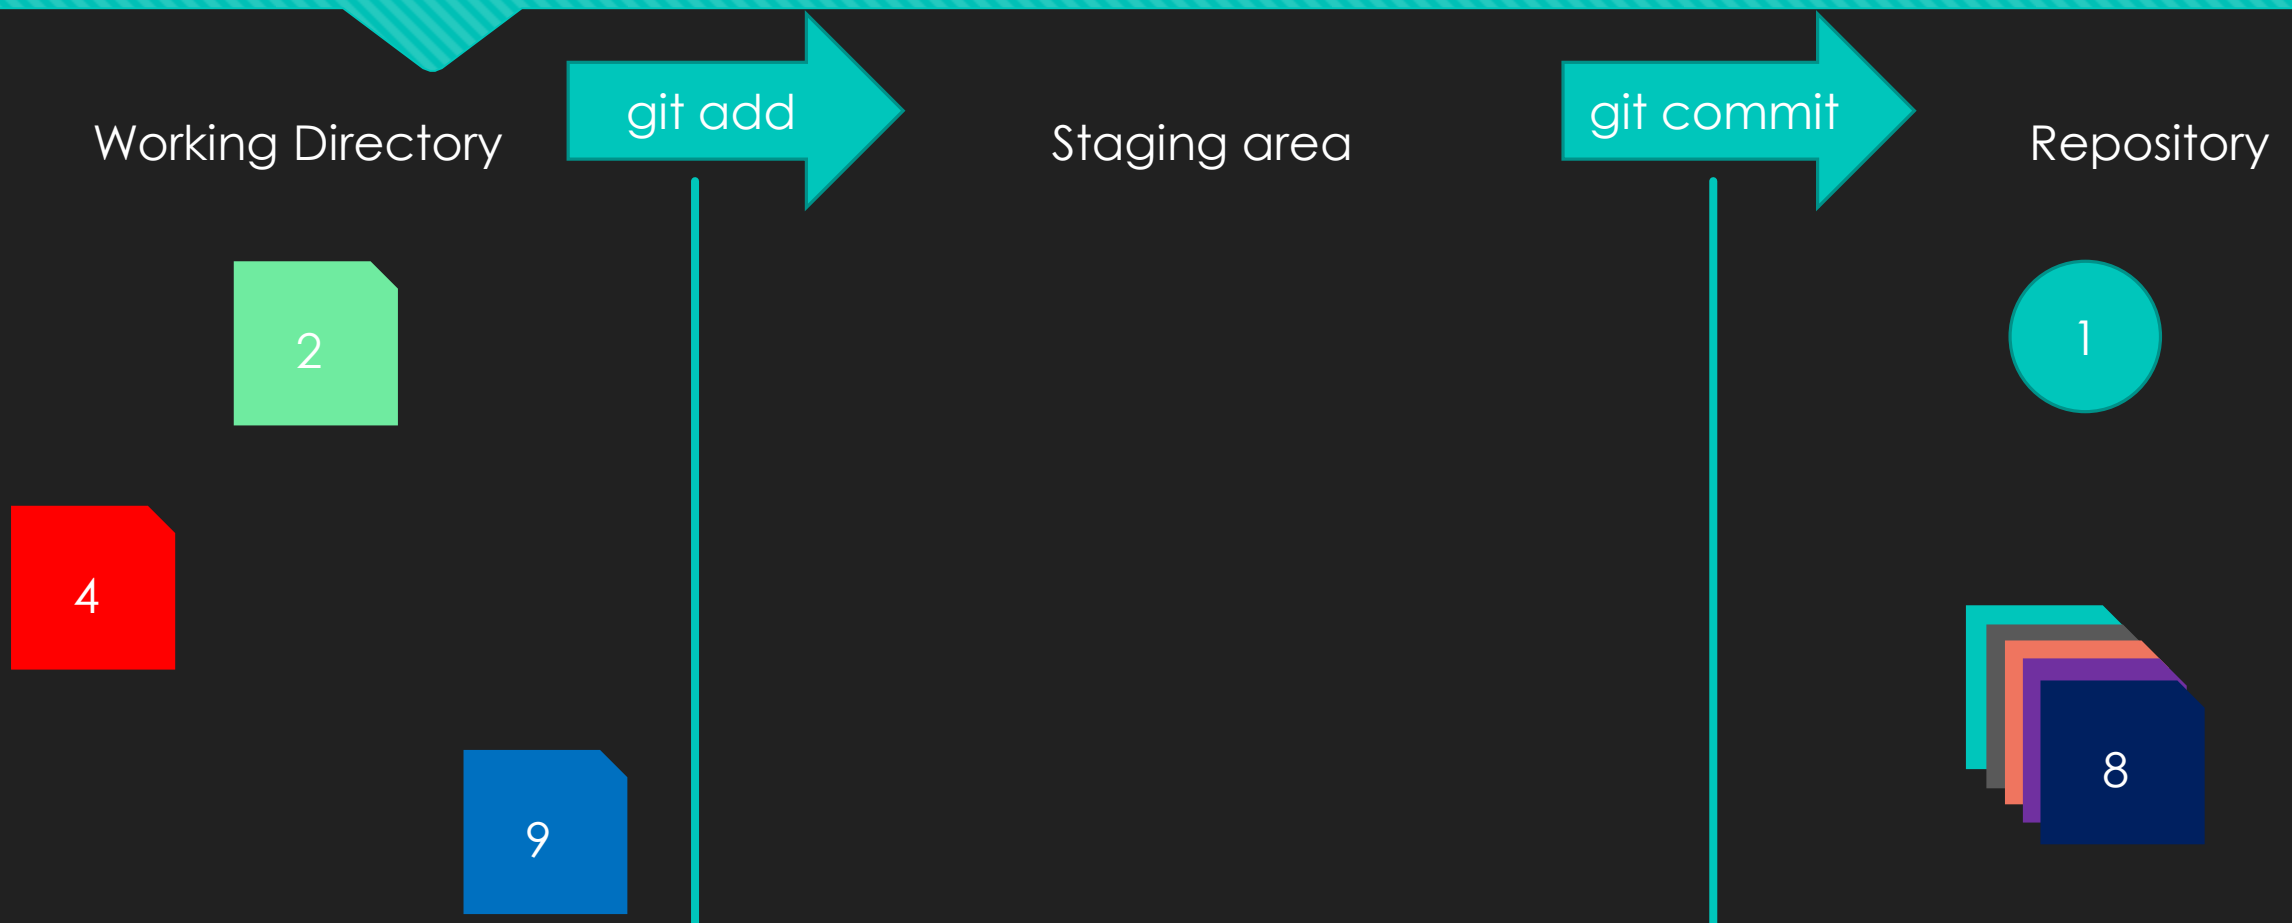 Working Directory
git add
Staging area
git commit
Repository
2
1
4
8
9